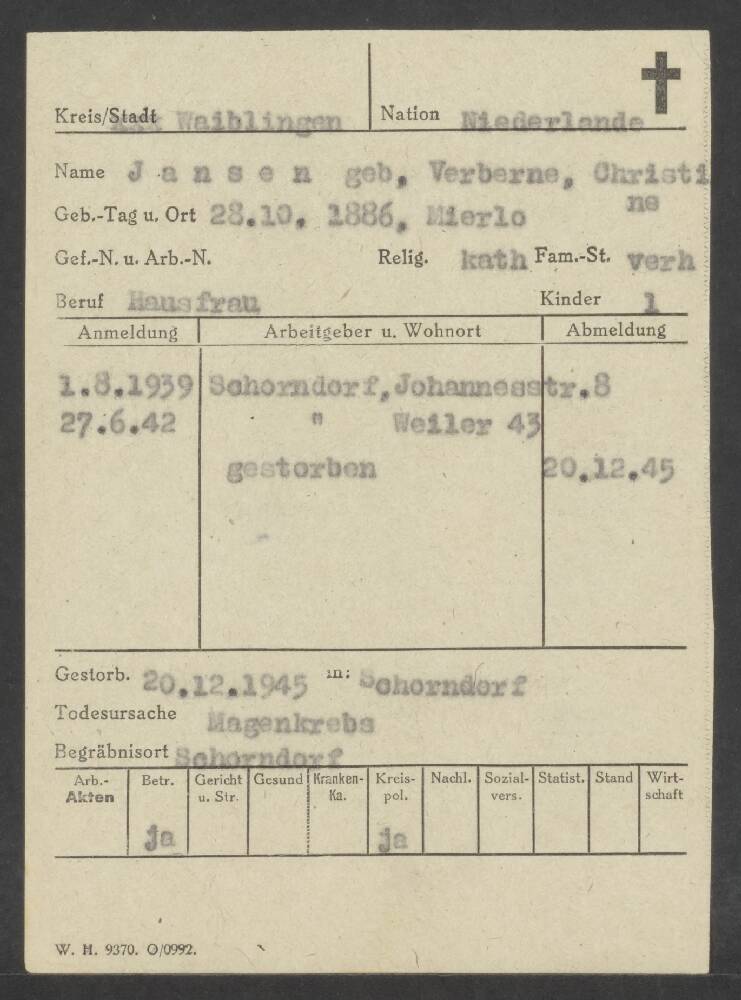 Kreis/Stadt Waiblingen Nation Niederlande
Name J a n s e n geb, Verberne, Christi
ne
Geb.-Tag u. Ort 28.10. 1886, Mierlo
Gef.-N. u. Arb.-N. Relig. kath Fam.-St. verh
Beruf Hausfrau Kinder 1
Anmeldung Arbeitgeber u. Wohnort Abmeldung
1.8.1939 Schorndorf, Johannesstr.8
27.6.42 " Weiler 43
gestorben 20.12.45
Gestorb. 20.12.1945 in: Schorndorf
Todesursache Magenkrebs
Begräbnisort Schorndorf
Arb.-Akten Betr. Gericht u. Str. Gesund Kranken-Ka. Kreis-pol. Nachl. Sozial-vers. Statist. Stand Wirt-schaft
ja ja
W. H. 9370. O/0992.